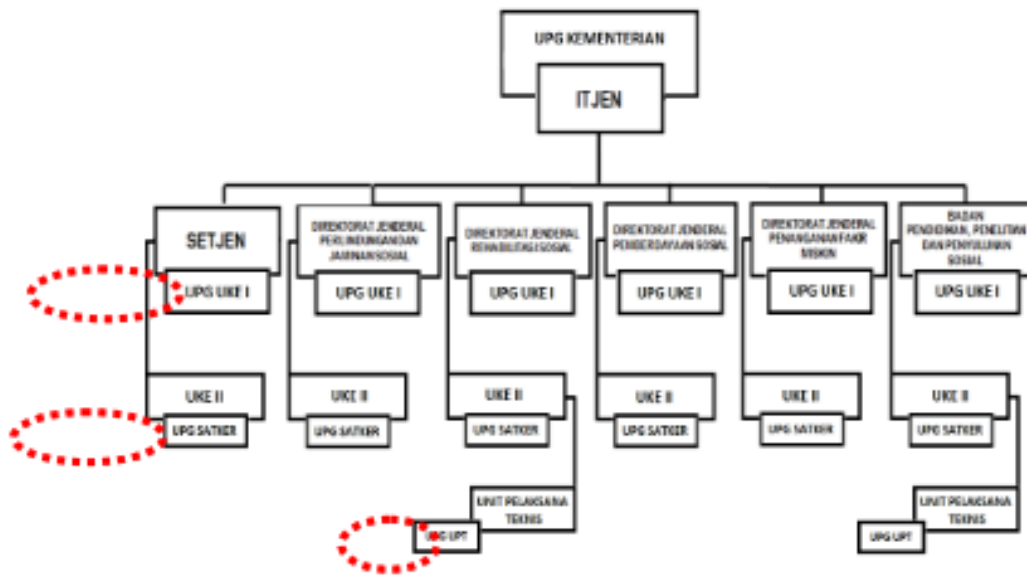 UPG KEMENTERIAN
ITJEN
SETJEN
UPG UKE I
DIREKTORAT JENDERAL
PERLINDUNGAN DAN
JAMINAN SOSIAL
UPG UKE I
DIREKTORAT JENDERAL
REHABILITASI SOSIAL
UPG UKE I
DIREKTORAT JENDERAL
PEMBERDAYAAN SOSIAL
UPG UKE I
DIREKTORAT JENDERAL
PENANGANAN FAKIR
MISKIN
UPG UKE I
BADAN
PENDIDIKAN, PENELITIAN
DAN PENYULUHAN
SOSIAL
UPG UKE I
UKE II
UPG SATKER
UKE II
UPG SATKER
UKE II
UPG SATKER
UKE II
UPG SATKER
UKE II
UPG SATKER
UKE II
UPG SATKER
UNIT PELAKSANA
TEKNIS
UPG UPT
UNIT PELAKSANA
TEKNIS
UPG UPT